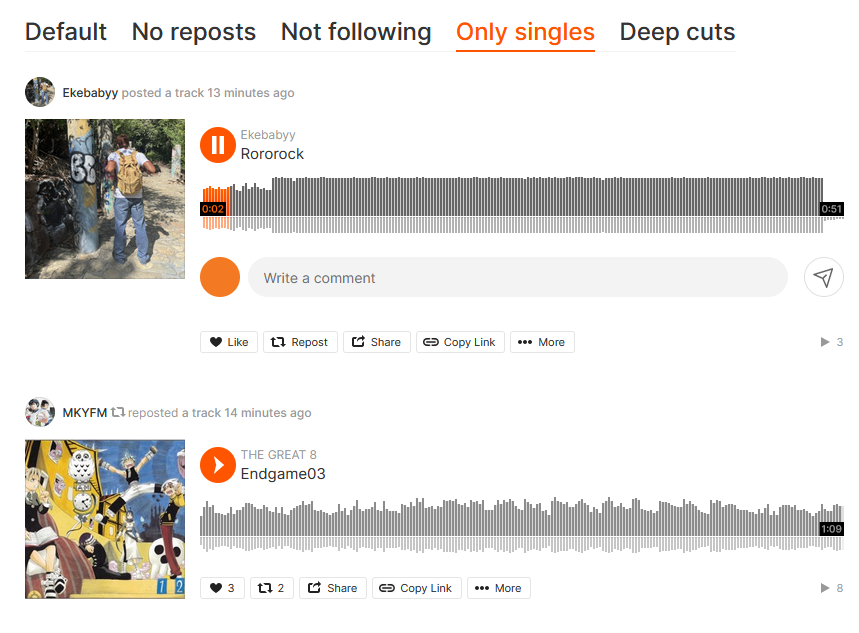 Default No reposts Not following Only singles Deep cuts
Ekebabyy posted a track 13 minutes ago
Ekebabyy
Rororock
0:02 0:51
Write a comment
Like Repost Share Copy Link More 3
MKYFM reposted a track 14 minutes ago
THE GREAT 8
Endgame03
1:09
3 2 Share Copy Link More 8
1 2